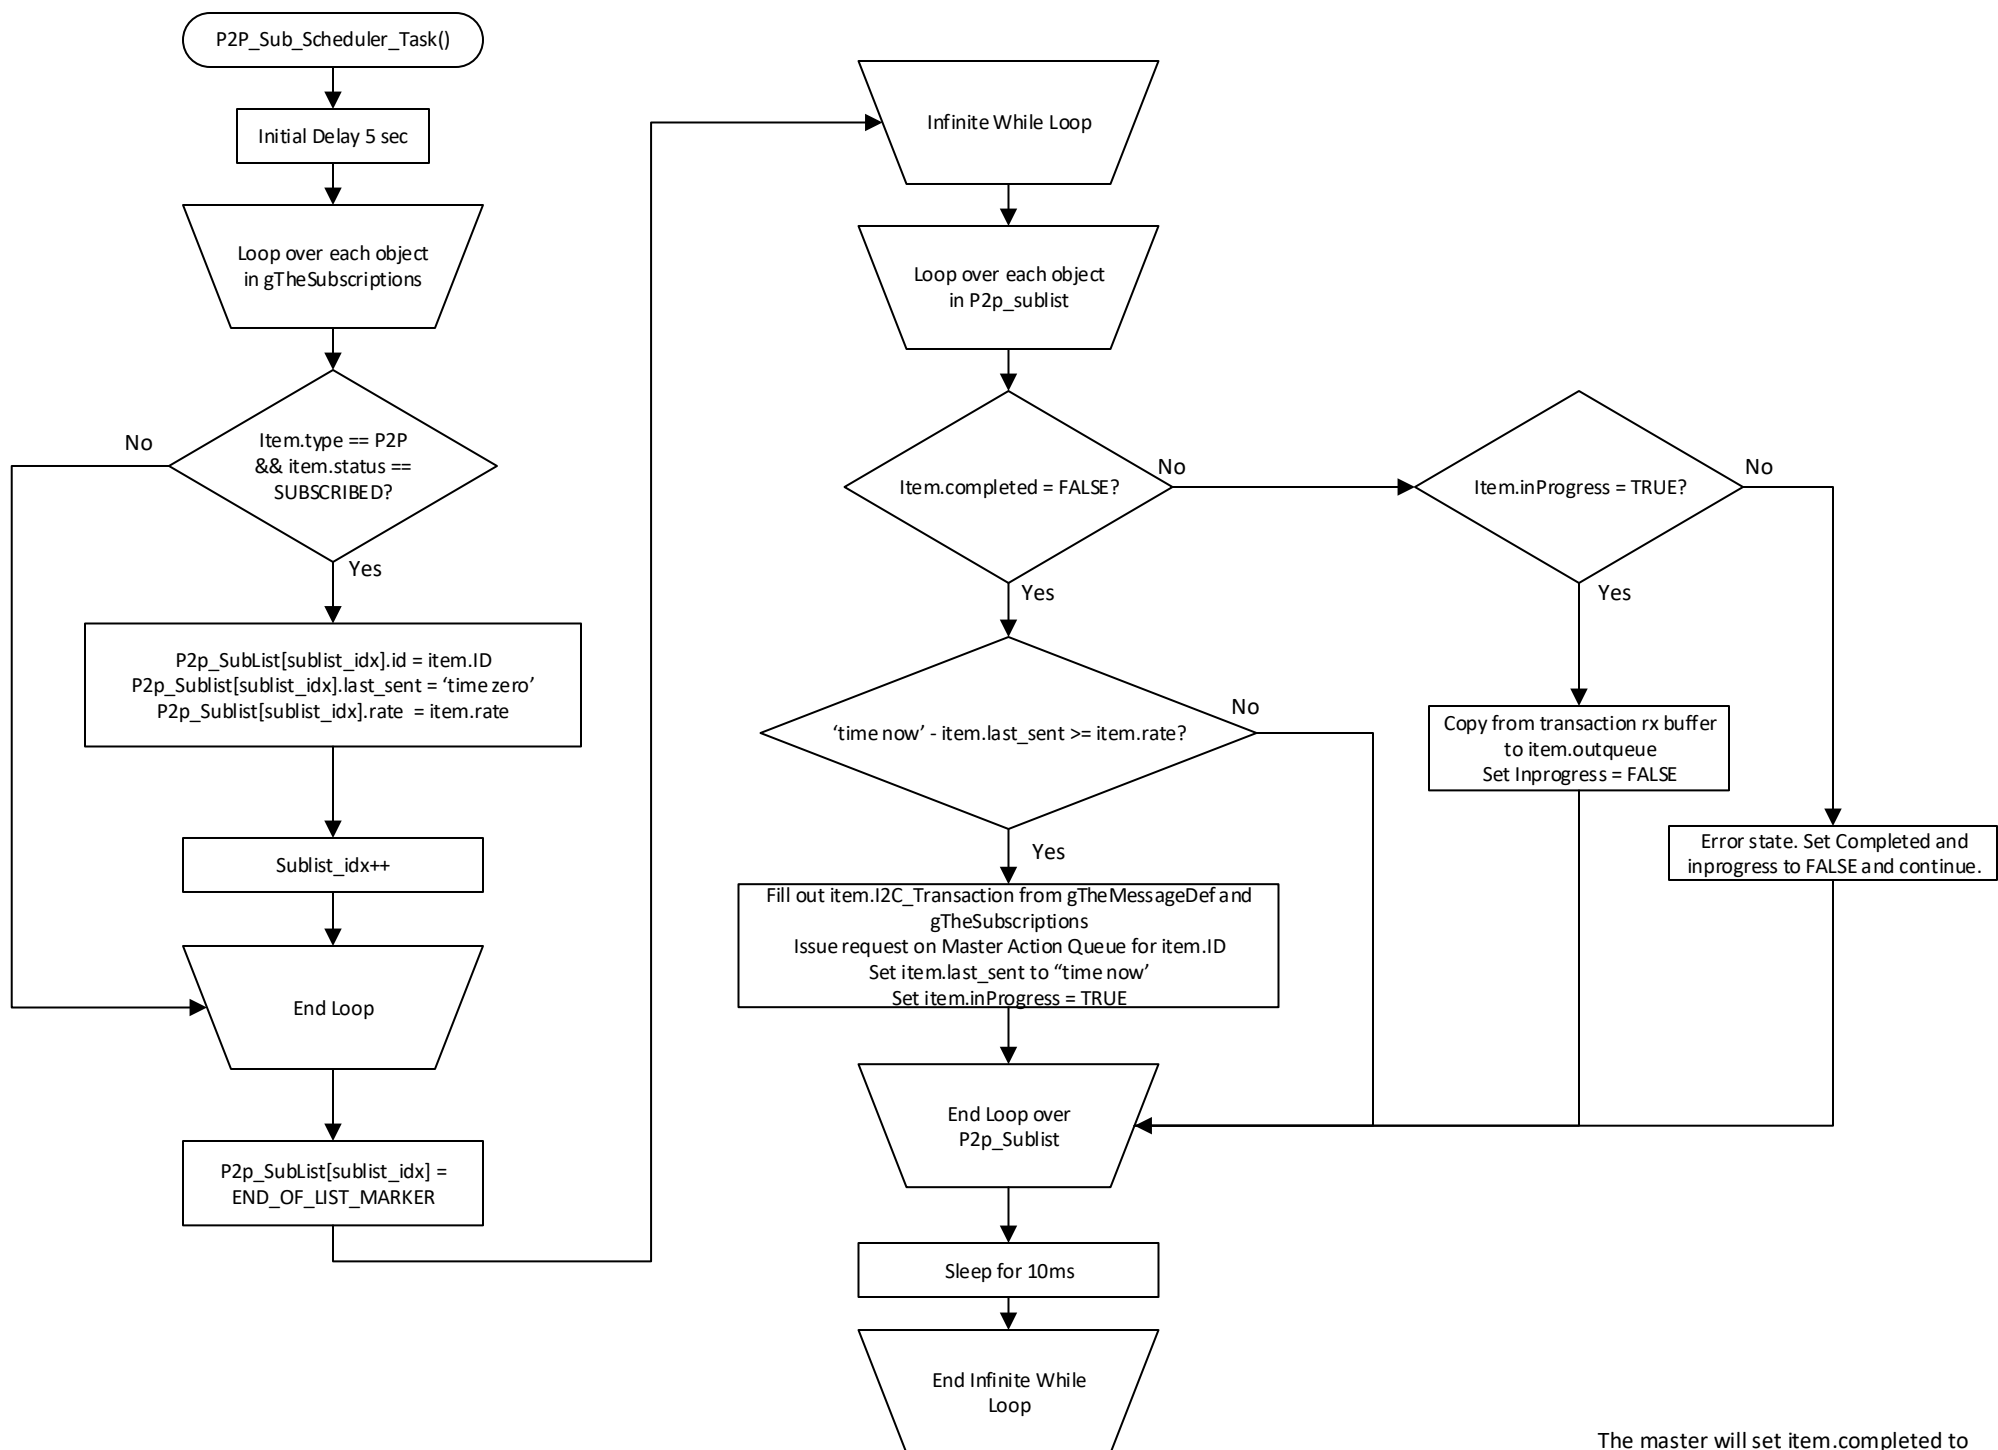 P2P_Sub_Scheduler_Task()
Initial Delay 5 sec
Loop over each object
in gTheSubscriptions
Item.type == P2P
&& item.status ==
SUBSCRIBED?
No
Yes
P2p_SubList[sublist_idx].id = item.ID
P2p_Sublist[sublist_idx].last_sent = ‘time zero’
P2p_Sublist[sublist_idx].rate = item.rate
Sublist_idx++
End Loop
P2p_SubList[sublist_idx] =
END_OF_LIST_MARKER
Infinite While Loop
Loop over each object
in P2p_sublist
Item.completed = FALSE?
No
Yes
‘time now’ - item.last_sent >= item.rate?
No
Yes
Fill out item.I2C_Transaction from gTheMessageDef and
gTheSubscriptions
Issue request on Master Action Queue for item.ID
Set item.last_sent to “time now’
Set item.inProgress = TRUE
End Loop over
P2p_Sublist
Sleep for 10ms
End Infinite While
Loop
Item.inProgress = TRUE?
No
Yes
Copy from transaction rx buffer
to item.outqueue
Set Inprogress = FALSE
Error state. Set Completed and
inprogress to FALSE and continue.
The master will set item.completed to